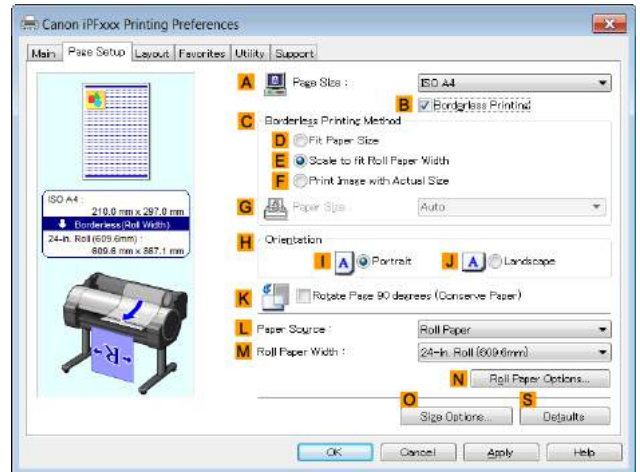 Canon iPFxxx Printing Preferences
Main Page Setup Layout Favorites Utility Support
A Page Size : ISO A4
B Borderless Printing
C Borderless Printing Method
D Fit Paper Size
E Scale to fit Roll Paper Width
F Print Image with Actual Size
G Paper Size : Auto
ISO A4 :
210.0 mm x 297.0 mm
Borderless(Roll Width)
24-in. Roll (609.6mm) :
609.6 mm x 867.1 mm
H Orientation
I A Portrait J A Landscape
K Rotate Page 90 degrees (Conserve Paper)
L Paper Source : Roll Paper
M Roll Paper Width : 24-in. Roll (609.6mm)
R
N Roll Paper Options...
O S
Size Options... Defaults
OK Cancel Apply Help